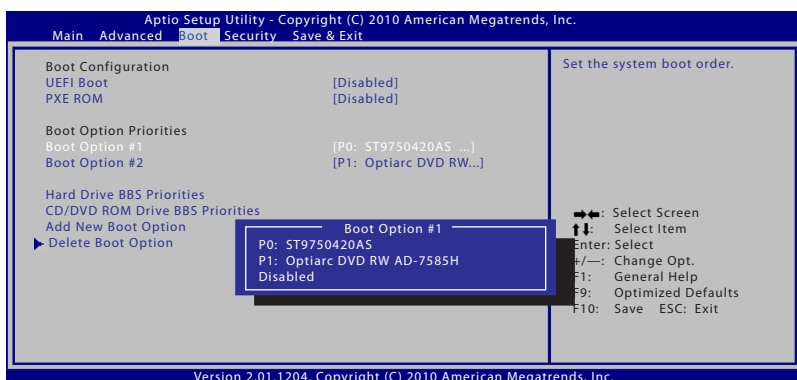 Aptio Setup Utility - Copyright (C) 2010 American Megatrends, Inc.
Main Advanced Boot Security Save & Exit
Boot Configuration
UEFI Boot [Disabled]
PXE ROM [Disabled]
Boot Option Priorities
Boot Option #1 [P0: ST9750420AS ...]
Boot Option #2 [P1: Optiarc DVD RW...]
Hard Drive BBS Priorities
CD/DVD ROM Drive BBS Priorities
Add New Boot Option
Delete Boot Option
Boot Option #1
P0: ST9750420AS
P1: Optiarc DVD RW AD-7585H
Disabled
Set the system boot order.
→←: Select Screen
↑↓: Select Item
Enter: Select
+/—: Change Opt.
F1: General Help
F9: Optimized Defaults
F10: Save ESC: Exit
Version 2.01.1204. Copyright (C) 2010 American Megatrends, Inc.